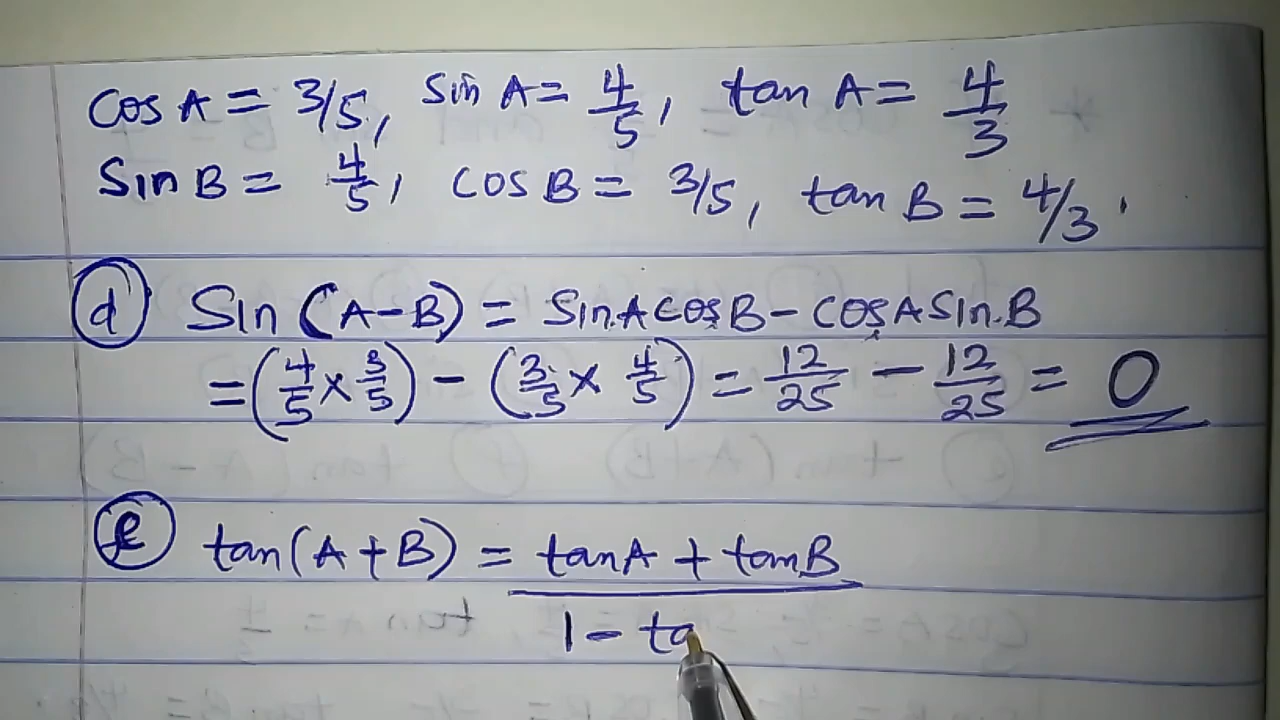 cos A = 3/5, sin A = 4/5, tan A = 4/3
Sin B = 4/5, cos B = 3/5, tan B = 4/3.
(d) Sin (A-B) = Sin A cos B - cos A Sin B
= (4/5 × 3/5) - (3/5 × 4/5) = 12/25 - 12/25 = 0
(e) tan(A+B) = tanA + tanB
1 - ta